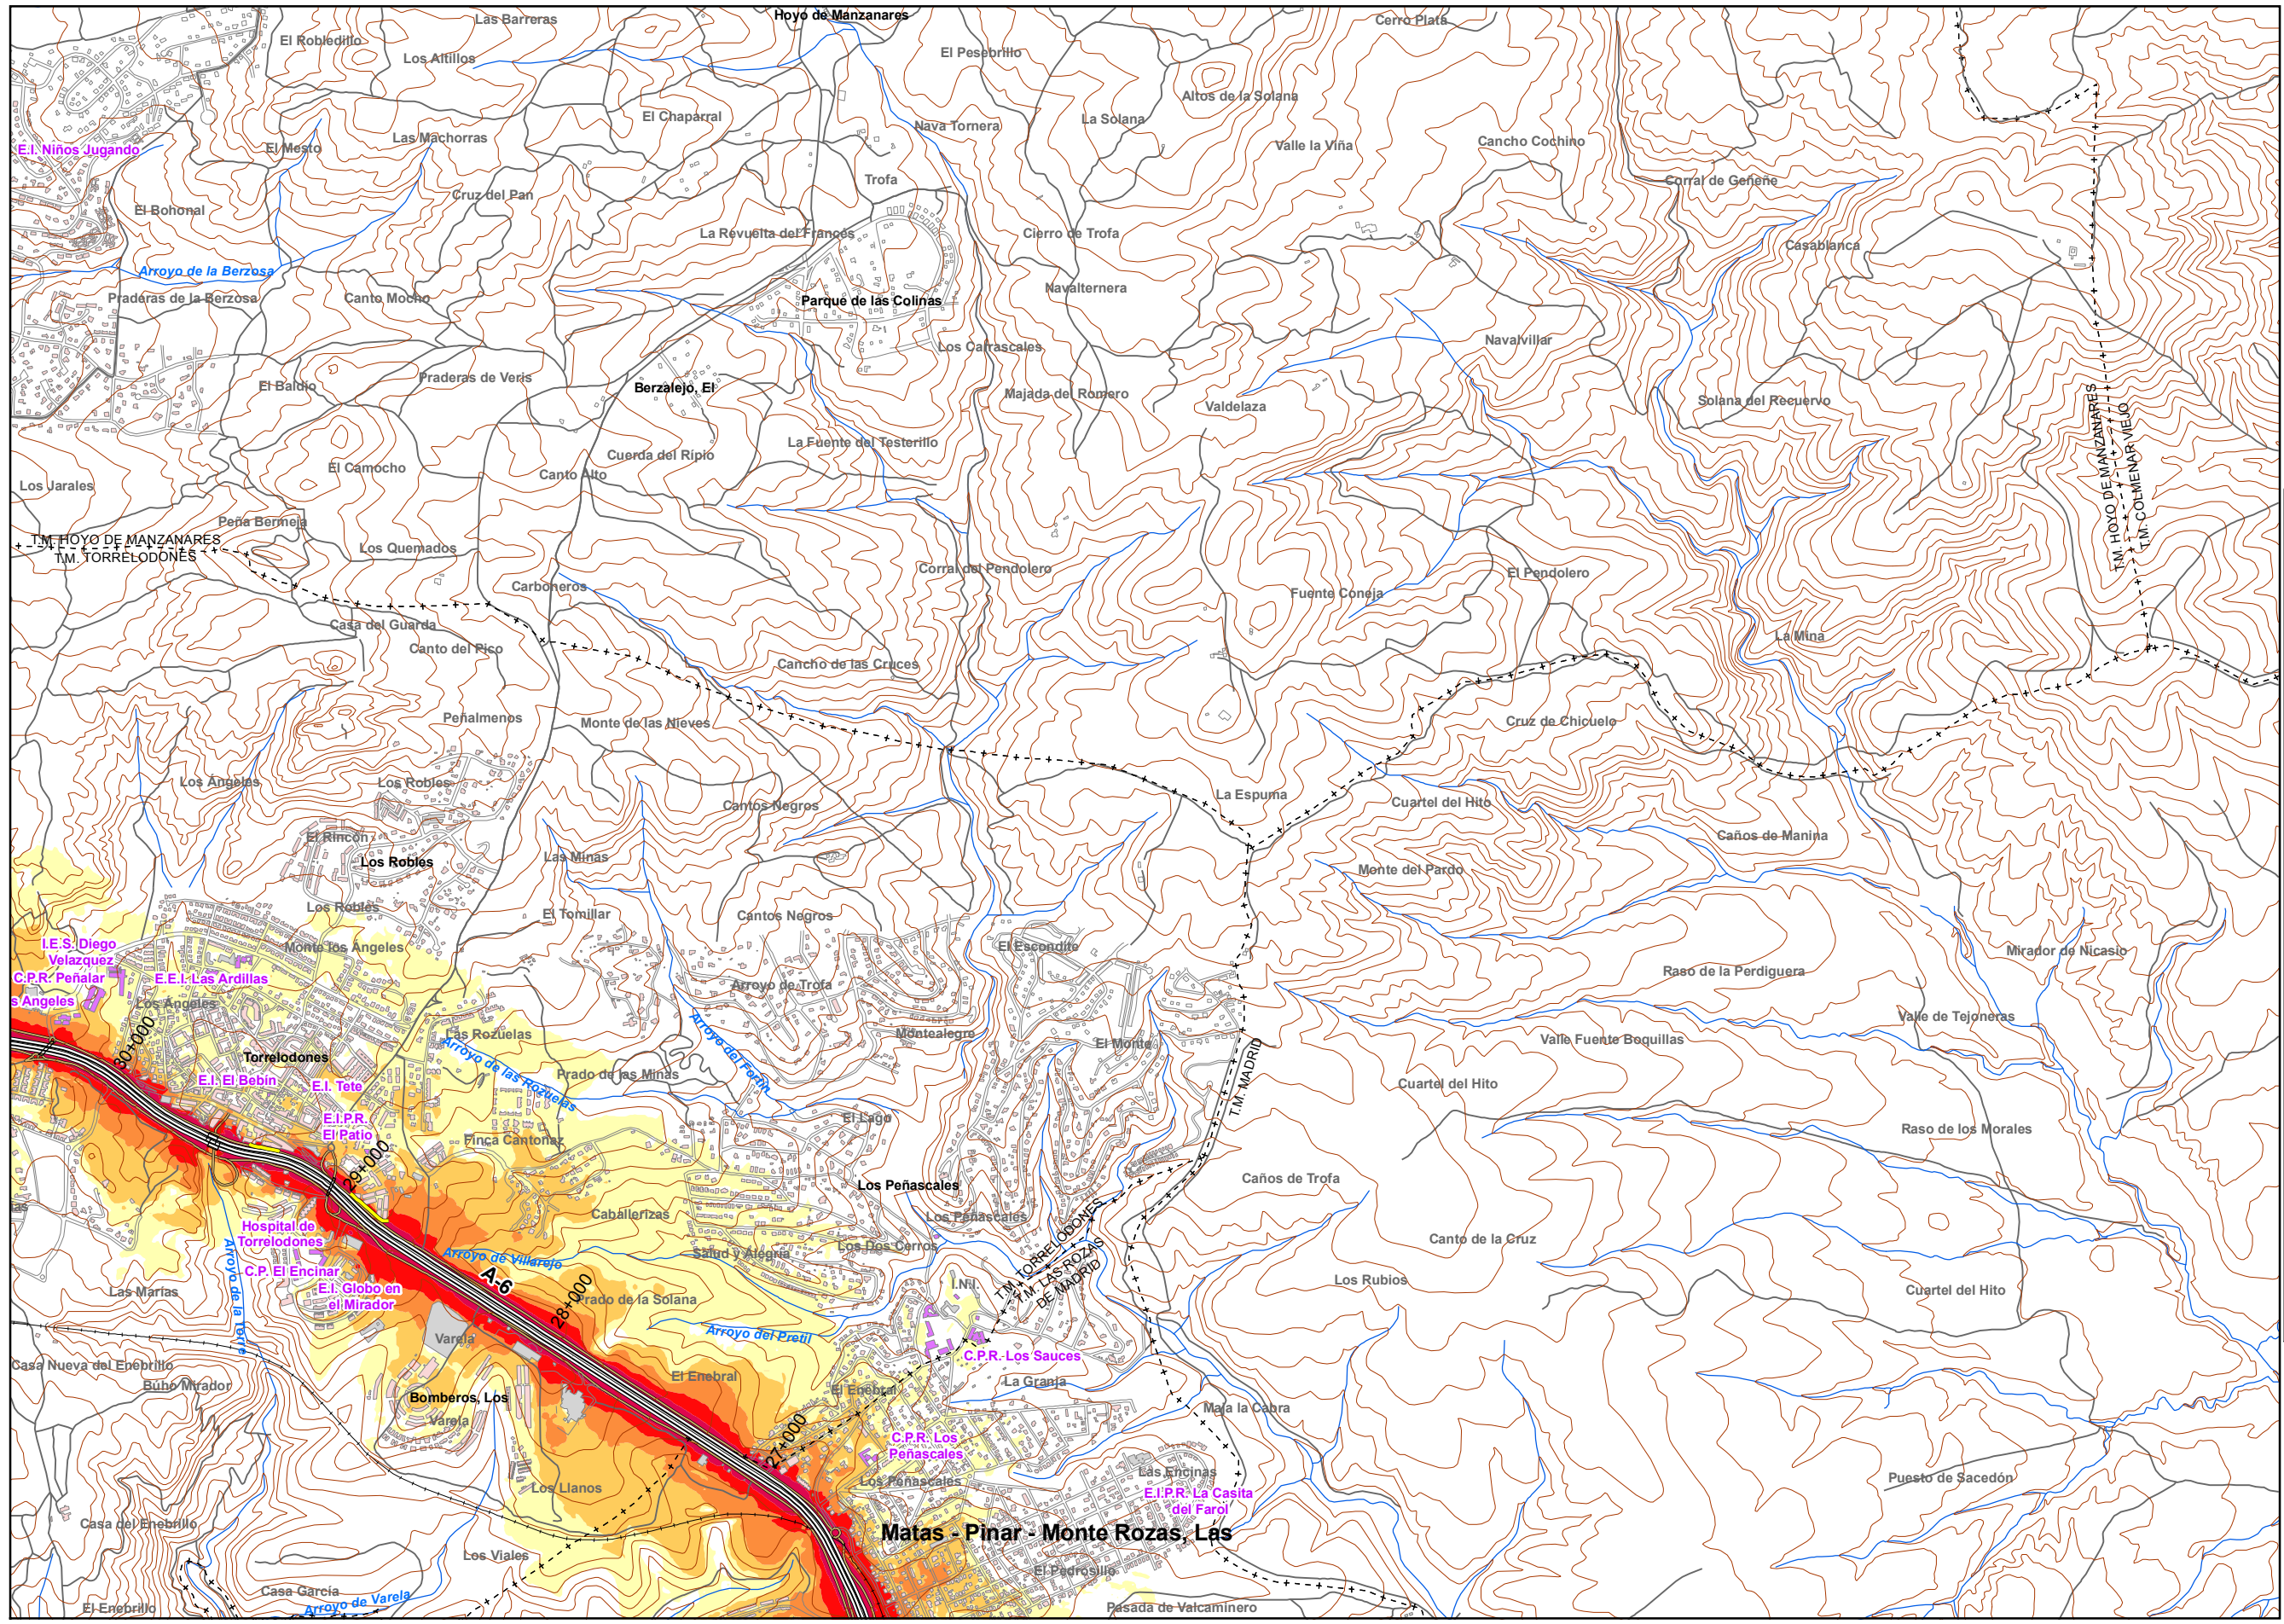 Hoyo de Manzanares
Las Barreras
Cerro Plata
El Robledillo
Los Altillos
El Pesebrillo
Altos de la Solana
El Chaparral
La Solana
Nava Tornera
Las Machorras
E.I. Niños Jugando
El Mesto
Valle la Viña
Cancho Cochino
Trofa
Corral de Geneñe
Cruz del Pan
El Bohonal
La Revuelta del Francés
Cierro de Trofa
Casablanca
Arroyo de la Berzosa
Praderas de la Berzosa
Canto Mocho
Parque de las Colinas
Navalternera
Navalvillar
Los Carrascales
El Baldío
Praderas de Veris
Berzalejo, El
Majada del Romero
Valdelaza
Solana del Recuervo
T.M. HOYO DE MANZANARES
T.M. COLMENAR VIEJO
La Fuente del Testerillo
Cuerda del Ripio
El Camocho
Canto Alto
Los Jarales
Peña Bermeja
T.M. HOYO DE MANZANARES
T.M. TORRELODONES
Los Quemados
Carboneros
Corral del Pendolero
El Pendolero
Fuente Coneja
Casa del Guarda
Canto del Pico
La Mina
Cancho de las Cruces
Peñalmenos
Monte de las Nieves
Cruz de Chicuelo
Los Ángeles
Los Robles
Cantos Negros
La Espuma
Cuartel del Hito
El Rincón
Caños de Manina
Los Robles
Las Minas
Monte del Pardo
Los Robles
El Tomillar
Cantos Negros
I.E.S. Diego
Velazquez
Monte los Ángeles
El Escondite
Mirador de Nicasio
C.P.R. Peñalar
E.E.I. Las Ardillas
Arroyo de Trofa
Raso de la Perdiguera
s Angeles
Los Ángeles
Valle de Tejoneras
30+000
Las Rozuelas
Montealegre
El Monte
Valle Fuente Boquillas
Torrelodones
Arroyo de las Rozuelas
Arroyo del Fortín
E.I. El Bebín
E.I. Tete
Prado de las Minas
Cuartel del Hito
T.M. MADRID
E.I.P.R.
El Patio
El Lago
Finca Cantonaz
Raso de los Morales
29+000
Los Peñascales
Caños de Trofa
Hospital de
Torrelodones
Caballerizas
Los Peñascales
Arroyo de la Torre
Arroyo de Villarejo
Salud y Alegría
Los Dos Cerros
Canto de la Cruz
T.M. TORRELODONES
T.M. LAS ROZAS
DE MADRID
C.P. El Encinar
A-6
I.N.I.
Los Rubios
Las Marías
E.I. Globo en
el Mirador
28+000
Prado de la Solana
Cuartel del Hito
Varela
Arroyo del Pretil
Casa Nueva del Enebrillo
C.P.R. Los Sauces
Búho Mirador
El Enebral
La Granja
Bomberos, Los
El Enebral
Varela
Maja la Cabra
27+000
C.P.R. Los
Peñascales
Las Encinas
Puesto de Sacedón
Los Llanos
Los Peñascales
E.I.P.R. La Casita
del Farol
Casa del Enebrillo
Matas - Pinar - Monte Rozas, Las
Los Viales
El Pedrosillo
Casa García
Arroyo de Varela
El Enebrillo
Pasada de Valcaminero